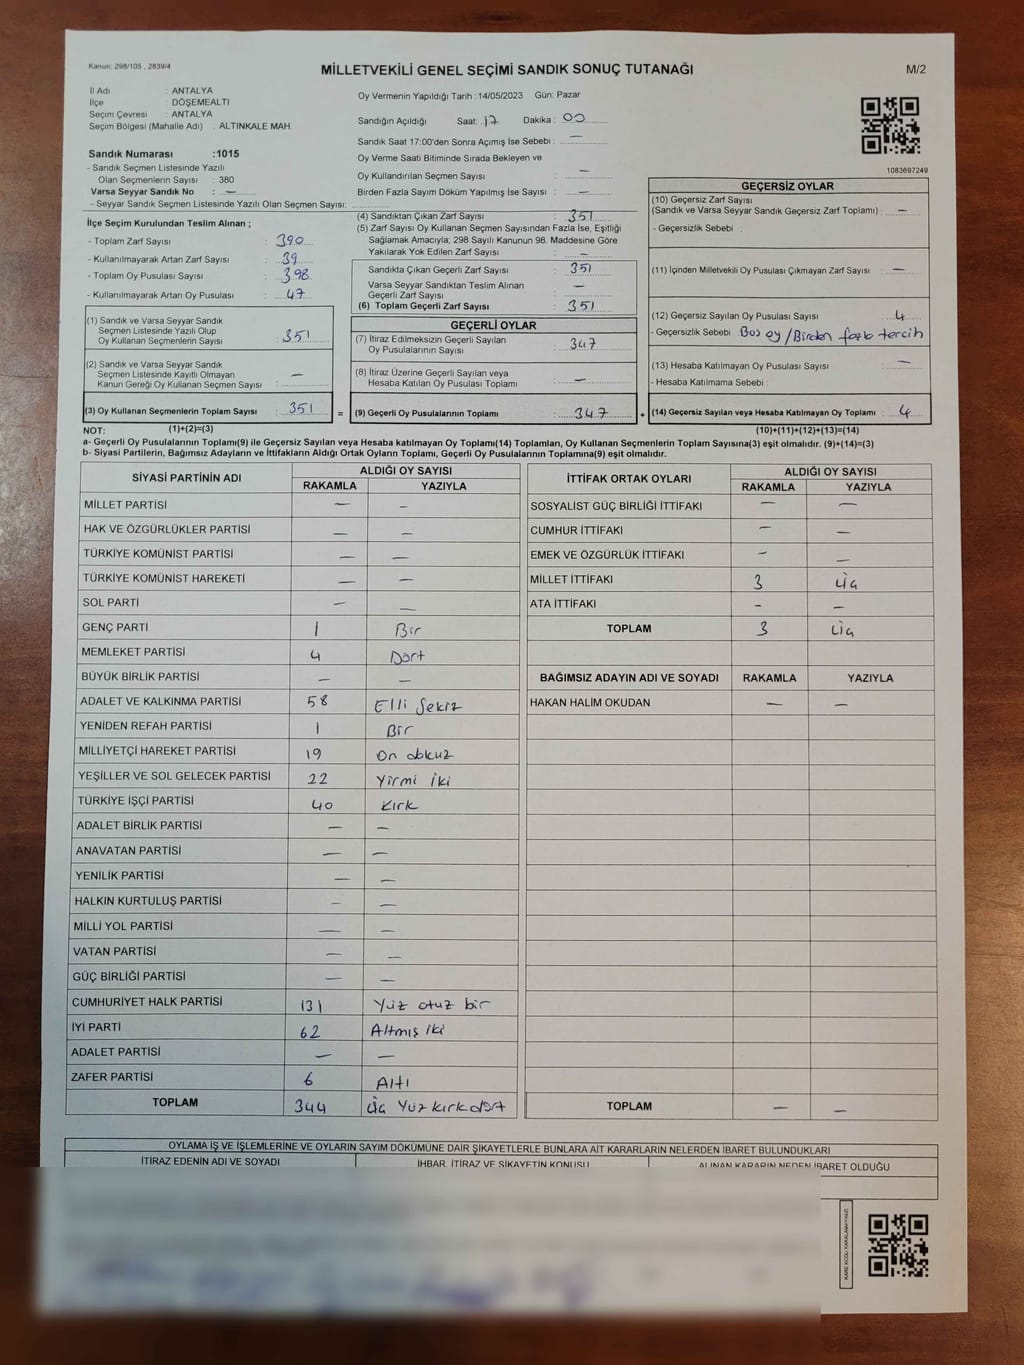 Kanun: 298/105 , 2839/4
MİLLETVEKİLİ GENEL SEÇİMİ SANDIK SONUÇ TUTANAĞI
M/2
İl Adı : ANTALYA
İlçe : DÖŞEMEALTI
Seçim Çevresi : ANTALYA
Seçim Bölgesi (Mahalle Adı) : ALTINKALE MAH.
Sandık Numarası :1015
- Sandık Seçmen Listesinde Yazılı
Olan Seçmenlerin Sayısı : 380
Varsa Seyyar Sandık No : —
- Seyyar Sandık Seçmen Listesinde Yazılı Olan Seçmen Sayısı:
Oy Vermenin Yapıldığı Tarih :14/05/2023 Gün: Pazar
Sandığın Açıldığı Saat: 17 Dakika : 00
Sandık Saat 17:00'den Sonra Açımış İse Sebebi : —
Oy Verme Saati Bitiminde Sırada Bekleyen ve
Oy Kullandırılan Seçmen Sayısı : —
Birden Fazla Sayım Döküm Yapılmış İse Sayısı : —
1083697249
İlçe Seçim Kurulundan Teslim Alınan ;
- Toplam Zarf Sayısı : 390
- Kullanılmayarak Artan Zarf Sayısı : 39
- Toplam Oy Pusulası Sayısı : 398
- Kullanılmayarak Artan Oy Pusulası : 47
(1) Sandık ve Varsa Seyyar Sandık
Seçmen Listesinde Yazılı Olup
Oy Kullanan Seçmenlerin Sayısı : 351
(2) Sandık ve Varsa Seyyar Sandık
Seçmen Listesinde Kayıtlı Olmayan —
Kanun Gereği Oy Kullanan Seçmen Sayısı :
(3) Oy Kullanan Seçmenlerin Toplam Sayısı : 351 =
(4) Sandıktan Çıkan Zarf Sayısı : 351
(5) Zarf Sayısı Oy Kullanan Seçmen Sayısından Fazla İse, Eşitliği
Sağlamak Amacıyla; 298 Sayılı Kanunun 98. Maddesine Göre
Yakılarak Yok Edilen Zarf Sayısı : —
Sandıkta Çıkan Geçerli Zarf Sayısı : 351
Varsa Seyyar Sandıktan Teslim Alınan
Geçerli Zarf Sayısı : —
(6) Toplam Geçerli Zarf Sayısı : 351
GEÇERLİ OYLAR
(7) İtiraz Edilmeksizin Geçerli Sayılan
Oy Pusulalarının Sayısı : 347
(8) İtiraz Üzerine Geçerli Sayılan veya
Hesaba Katılan Oy Pusulası Toplamı : —
(9) Geçerli Oy Pusulalarının Toplamı : 347 +
GEÇERSİZ OYLAR
(10) Geçersiz Zarf Sayısı
(Sandık ve Varsa Seyyar Sandık Geçersiz Zarf Toplamı) : —
- Geçersizlik Sebebi :
(11) İçinden Milletvekili Oy Pusulası Çıkmayan Zarf Sayısı : —
(12) Geçersiz Sayılan Oy Pusulası Sayısı : 4
- Geçersizlik Sebebi : Boş oy / Birden fazla tercih
(13) Hesaba Katılmayan Oy Pusulası Sayısı : —
- Hesaba Katılmama Sebebi :
(14) Geçersiz Sayılan veya Hesaba Katılmayan Oy Toplamı : 4
NOT: (1)+(2)=(3) (10)+(11)+(12)+(13)=(14)
a- Geçerli Oy Pusulalarının Toplamı(9) ile Geçersiz Sayılan veya Hesaba katılmayan Oy Toplamı(14) Toplamları, Oy Kullanan Seçmenlerin Toplam Sayısına(3) eşit olmalıdır. (9)+(14)=(3)
b- Siyasi Partilerin, Bağımsız Adayların ve İttifakların Aldığı Ortak Oyların Toplamı, Geçerli Oy Pusulalarının Toplamına(9) eşit olmalıdır.
SİYASİ PARTİNİN ADI ALDIĞI OY SAYISI
RAKAMLA YAZIYLA
MİLLET PARTİSİ — —
HAK VE ÖZGÜRLÜKLER PARTİSİ — —
TÜRKİYE KOMÜNİST PARTİSİ — —
TÜRKİYE KOMÜNİST HAREKETİ — —
SOL PARTİ — —
GENÇ PARTİ 1 Bir
MEMLEKET PARTİSİ 4 Dört
BÜYÜK BİRLİK PARTİSİ — —
ADALET VE KALKINMA PARTİSİ 58 Elli Sekiz
YENİDEN REFAH PARTİSİ 1 Bir
MİLLİYETÇİ HAREKET PARTİSİ 19 On dokuz
YEŞİLLER VE SOL GELECEK PARTİSİ 22 Yirmi İki
TÜRKİYE İŞÇİ PARTİSİ 40 Kırk
ADALET BİRLİK PARTİSİ — —
ANAVATAN PARTİSİ — —
YENİLİK PARTİSİ — —
HALKIN KURTULUŞ PARTİSİ — —
MİLLİ YOL PARTİSİ — —
VATAN PARTİSİ — —
GÜÇ BİRLİĞİ PARTİSİ — —
CUMHURİYET HALK PARTİSİ 131 Yüz otuz bir
İYİ PARTİ 62 Altmış İki
ADALET PARTİSİ — —
ZAFER PARTİSİ 6 Altı
TOPLAM 344 Üç Yüz kırk dört
İTTİFAK ORTAK OYLARI ALDIĞI OY SAYISI
RAKAMLA YAZIYLA
SOSYALİST GÜÇ BİRLİĞİ İTTİFAKI — —
CUMHUR İTTİFAKI — —
EMEK VE ÖZGÜRLÜK İTTİFAKI — —
MİLLET İTTİFAKI 3 Üç
ATA İTTİFAKI — —
TOPLAM 3 Üç
BAĞIMSIZ ADAYIN ADI VE SOYADI RAKAMLA YAZIYLA
HAKAN HALİM OKUDAN — —
TOPLAM — —
OYLAMA İŞ VE İŞLEMLERİNE VE OYLARIN SAYIM DÖKÜMÜNE DAİR ŞİKAYETLERLE BUNLARA AİT KARARLARIN NELERDEN İBARET BULUNDUKLARI
İTİRAZ EDENİN ADI VE SOYADI İHBAR, İTİRAZ VE ŞİKAYETİN KONUSU ALINAN KARARIN NEDEN İBARET OLDUĞU
KARE KODU KARALAMAYINIZ!